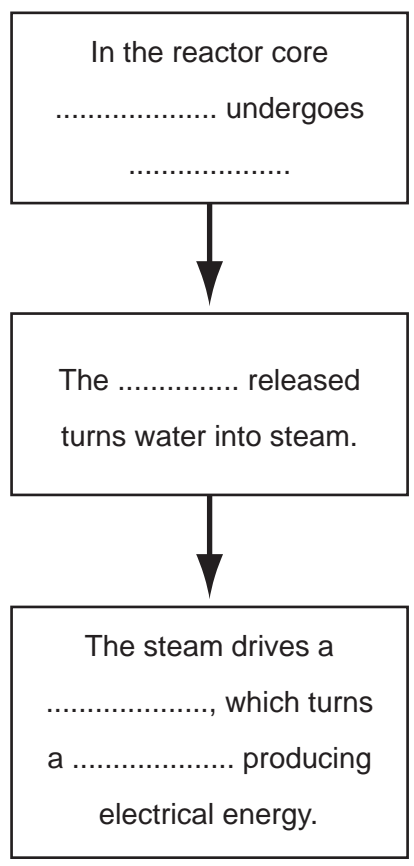 In the reactor core
.................... undergoes
....................
The ............... released
turns water into steam.
The steam drives a
...................., which turns
a .................... producing
electrical energy.